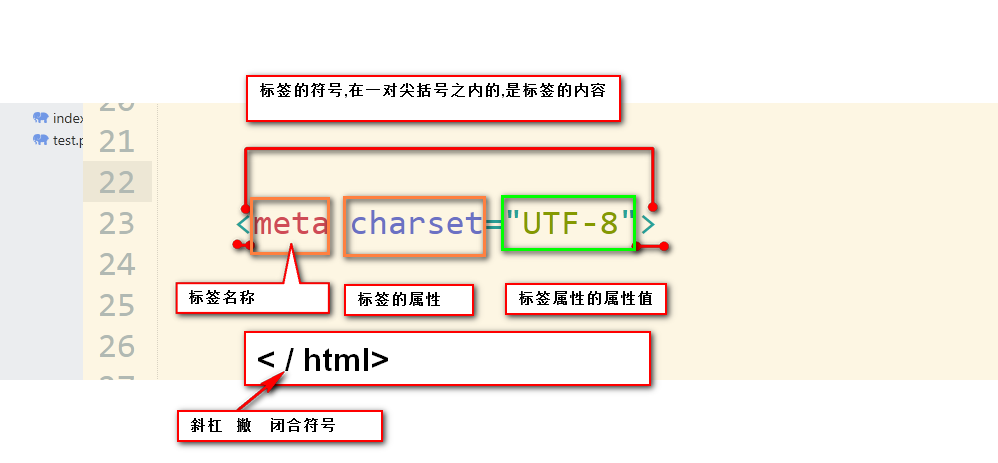 标签的符号,在一对尖括号之内的,是标签的内容
index
test.p
21
22
23 <meta charset="UTF-8">
24
标签名称
标签的属性
标签属性的属性值
25
26
< / html>
斜杠 撇 闭合符号